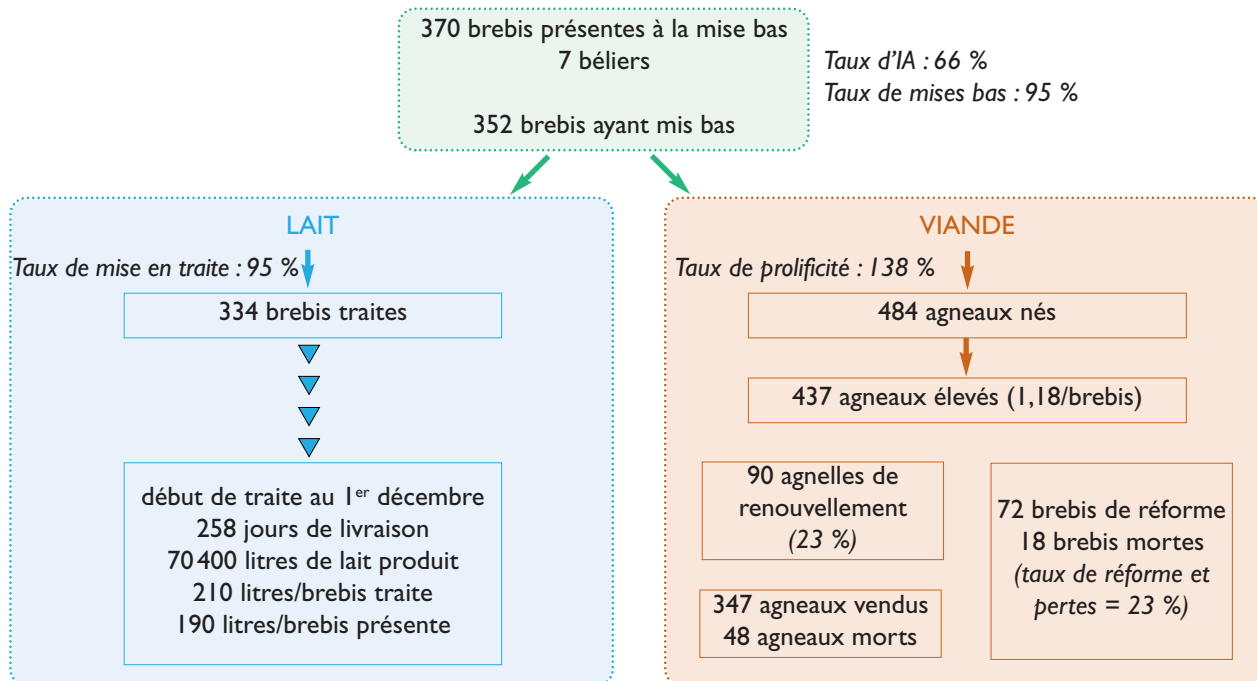 370 brebis présentes à la mise bas
7 béliers
352 brebis ayant mis bas
Taux d'IA : 66 %
Taux de mises bas : 95 %
LAIT
Taux de mise en traite : 95 %
334 brebis traites
début de traite au 1er décembre
258 jours de livraison
70 400 litres de lait produit
210 litres/brebis traite
190 litres/brebis présente
VIANDE
Taux de prolificité : 138 %
484 agneaux nés
437 agneaux élevés (1,18/brebis)
90 agnelles de
renouvellement
(23 %)
347 agneaux vendus
48 agneaux morts
72 brebis de réforme
18 brebis mortes
(taux de réforme et
pertes = 23 %)